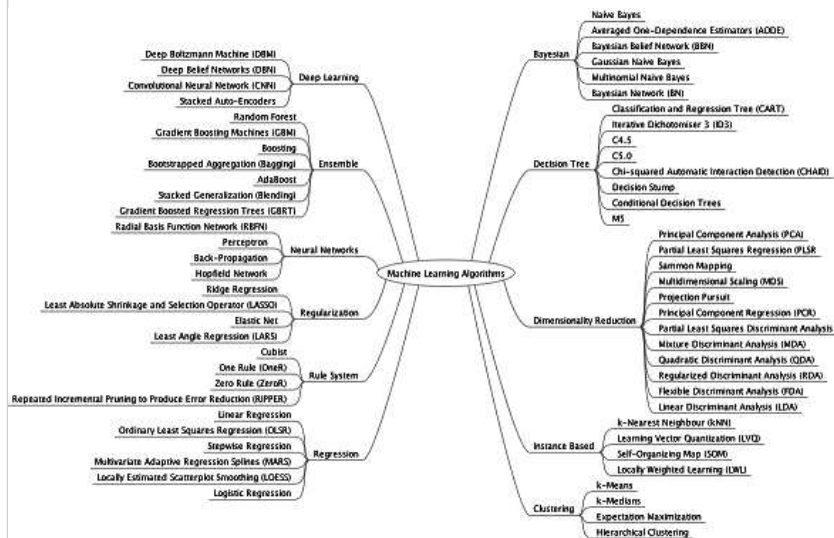 Machine Learning Algorithms
Deep Learning
Deep Boltzmann Machine (DBM)
Deep Belief Networks (DBN)
Convolutional Neural Network (CNN)
Stacked Auto-Encoders
Ensemble
Random Forest
Gradient Boosting Machines (GBM)
Boosting
Bootstrapped Aggregation (Bagging)
AdaBoost
Stacked Generalization (Blending)
Gradient Boosted Regression Trees (GBRT)
Neural Networks
Radial Basis Function Network (RBFN)
Perceptron
Back-Propagation
Hopfield Network
Regularization
Ridge Regression
Least Absolute Shrinkage and Selection Operator (LASSO)
Elastic Net
Least Angle Regression (LARS)
Rule System
Cubist
One Rule (OneR)
Zero Rule (ZeroR)
Repeated Incremental Pruning to Produce Error Reduction (RIPPER)
Regression
Linear Regression
Ordinary Least Squares Regression (OLSR)
Stepwise Regression
Multivariate Adaptive Regression Splines (MARS)
Locally Estimated Scatterplot Smoothing (LOESS)
Logistic Regression
Bayesian
Naive Bayes
Averaged One-Dependence Estimators (AODE)
Bayesian Belief Network (BBN)
Gaussian Naive Bayes
Multinomial Naive Bayes
Bayesian Network (BN)
Decision Tree
Classification and Regression Tree (CART)
Iterative Dichotomiser 3 (ID3)
C4.5
C5.0
Chi-squared Automatic Interaction Detection (CHAID)
Decision Stump
Conditional Decision Trees
M5
Dimensionality Reduction
Principal Component Analysis (PCA)
Partial Least Squares Regression (PLSR
Sammon Mapping
Multidimensional Scaling (MDS)
Projection Pursuit
Principal Component Regression (PCR)
Partial Least Squares Discriminant Analysis
Mixture Discriminant Analysis (MDA)
Quadratic Discriminant Analysis (QDA)
Regularized Discriminant Analysis (RDA)
Flexible Discriminant Analysis (FDA)
Linear Discriminant Analysis (LDA)
Instance Based
k-Nearest Neighbour (kNN)
Learning Vector Quantization (LVQ)
Self-Organizing Map (SOM)
Locally Weighted Learning (LWL)
Clustering
k-Means
k-Medians
Expectation Maximization
Hierarchical Clustering